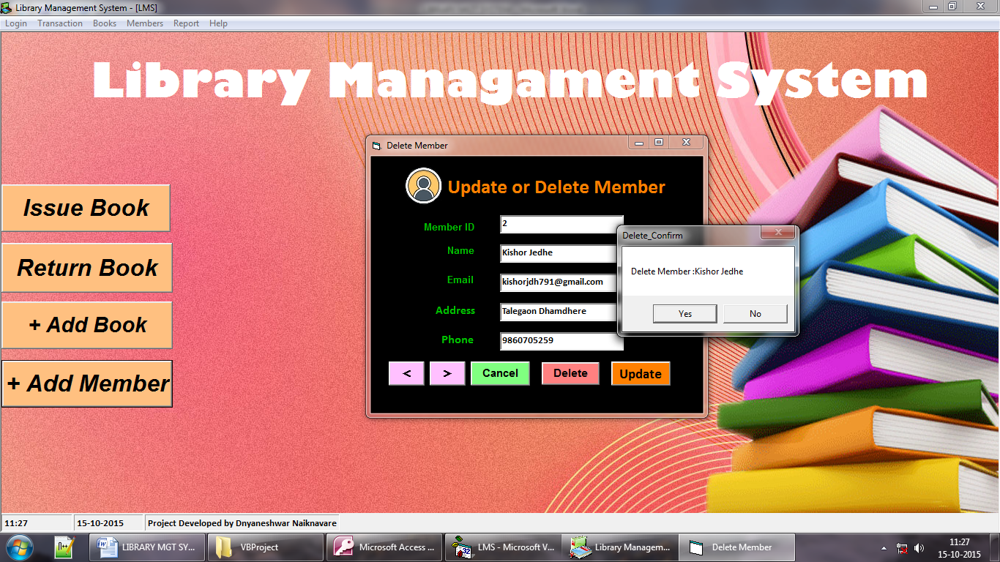 Library Management System - [LMS]
Login Transaction Books Members Report Help
Library Managament System
Issue Book
Return Book
+ Add Book
+ Add Member
Delete Member
Update or Delete Member
Member ID 2
Name Kishor Jedhe
Email kishorjdh791@gmail.com
Address Talegaon Dhamdhere
Phone 9860705259
< > Cancel Delete Update
Delete_Confirm
Delete Member :Kishor Jedhe
Yes No
11:27 15-10-2015 Project Developed by Dnyaneshwar Naiknavare
LIBRARY MGT SY... VBProject Microsoft Access ... LMS - Microsoft V... Library Managem... Delete Member
11:27
15-10-2015